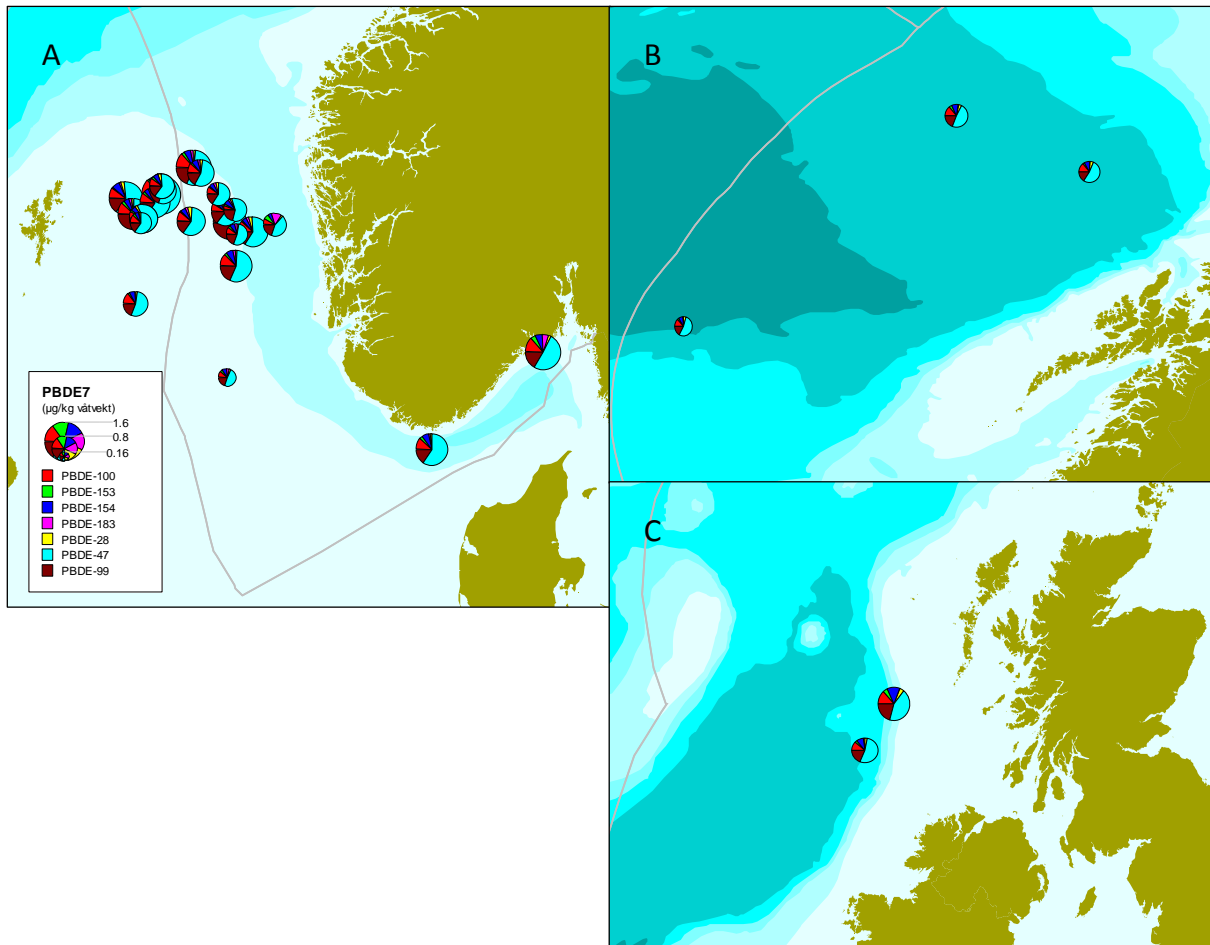 A
B
PBDE7
(µg/kg våtvekt)
1.6
0.8
0.16
PBDE-100
PBDE-153
PBDE-154
PBDE-183
PBDE-28
PBDE-47
PBDE-99
C